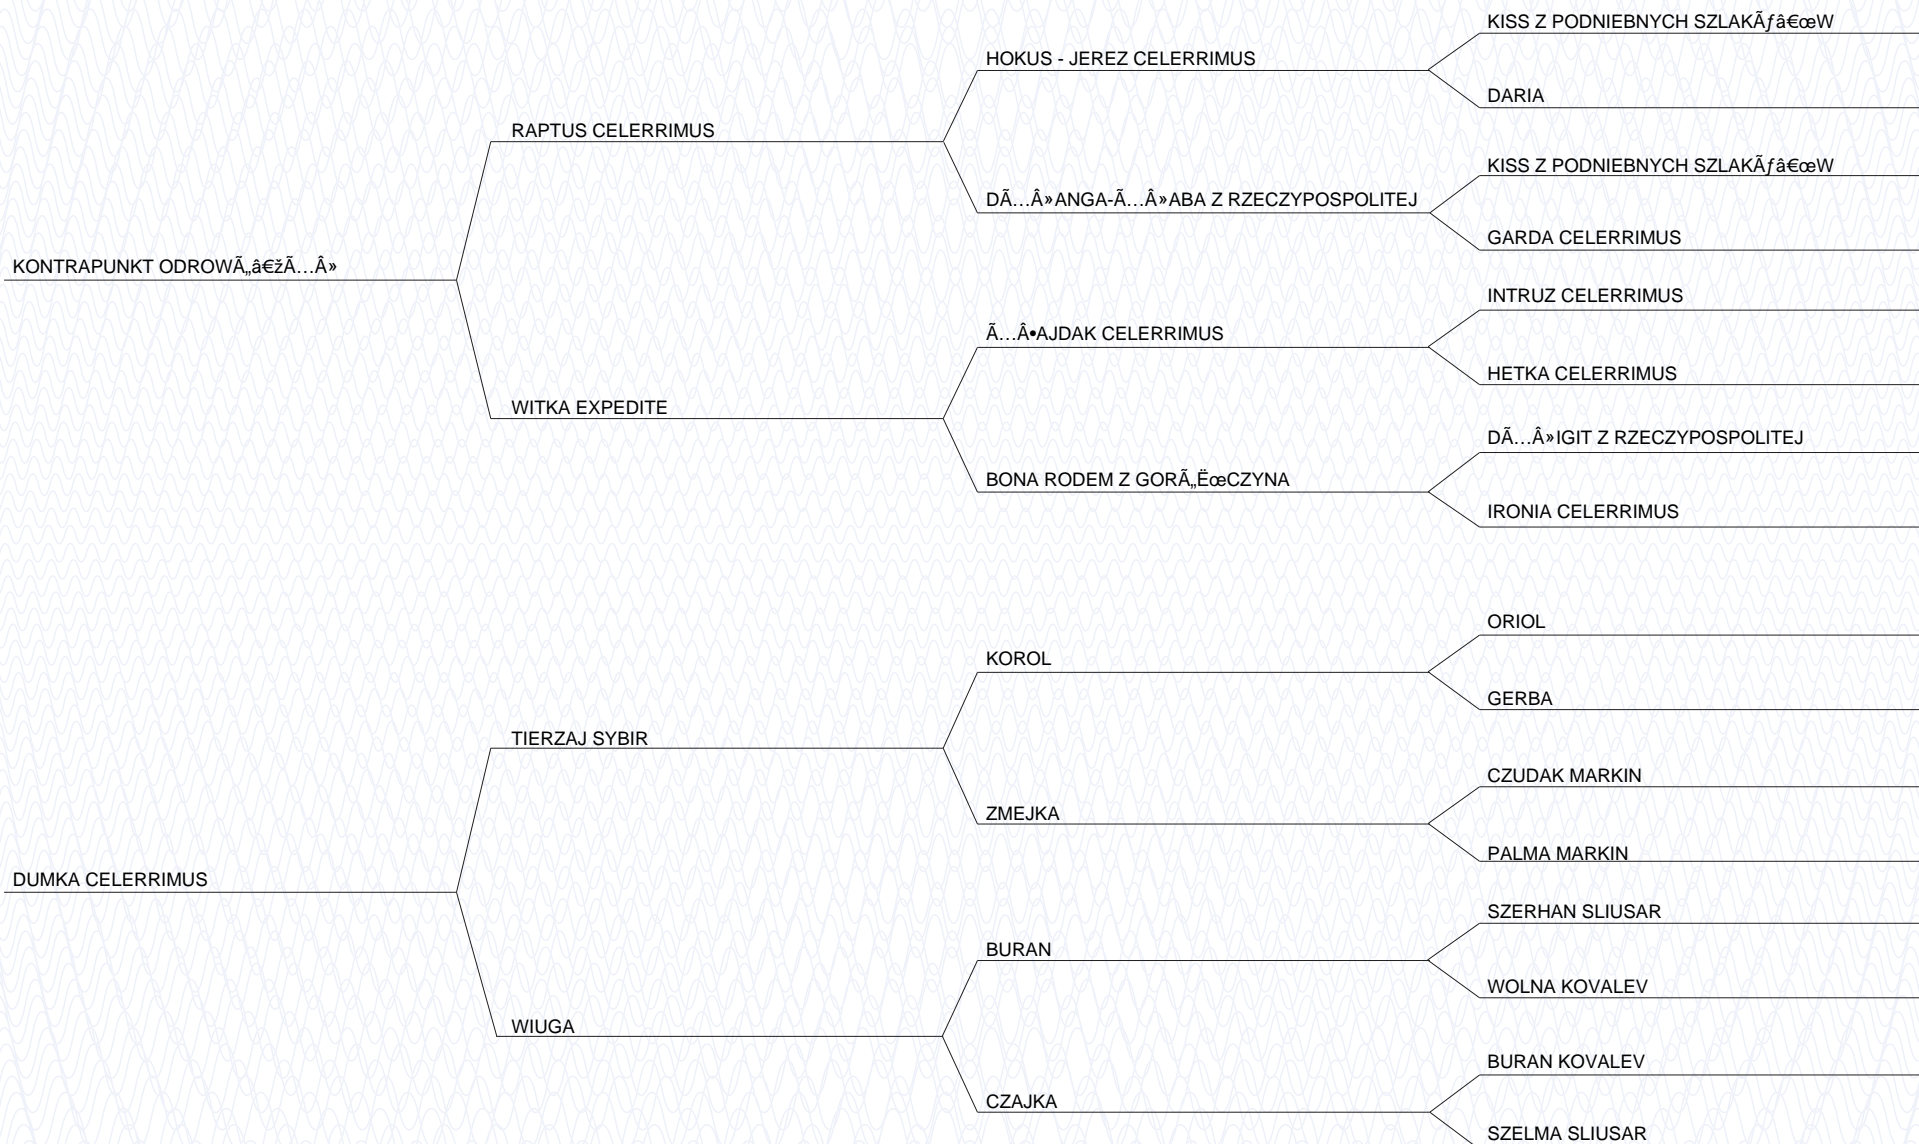 KISS Z PODNIEBNYCH SZLAKÃƒâ€œW
HOKUS - JEREZ CELERRIMUS
DARIA
RAPTUS CELERRIMUS
KISS Z PODNIEBNYCH SZLAKÃƒâ€œW
DÃ…Â»ANGA-Ã…Â»ABA Z RZECZYPOSPOLITEJ
GARDA CELERRIMUS
KONTRAPUNKT ODROWÃ„â€žÃ…Â»
INTRUZ CELERRIMUS
Ã…Â•AJDAK CELERRIMUS
HETKA CELERRIMUS
WITKA EXPEDITE
DÃ…Â»IGIT Z RZECZYPOSPOLITEJ
BONA RODEM Z GORÃ„ËœCZYNA
IRONIA CELERRIMUS
ORIOL
KOROL
GERBA
TIERZAJ SYBIR
CZUDAK MARKIN
ZMEJKA
PALMA MARKIN
DUMKA CELERRIMUS
SZERHAN SLIUSAR
BURAN
WOLNA KOVALEV
WIUGA
BURAN KOVALEV
CZAJKA
SZELMA SLIUSAR